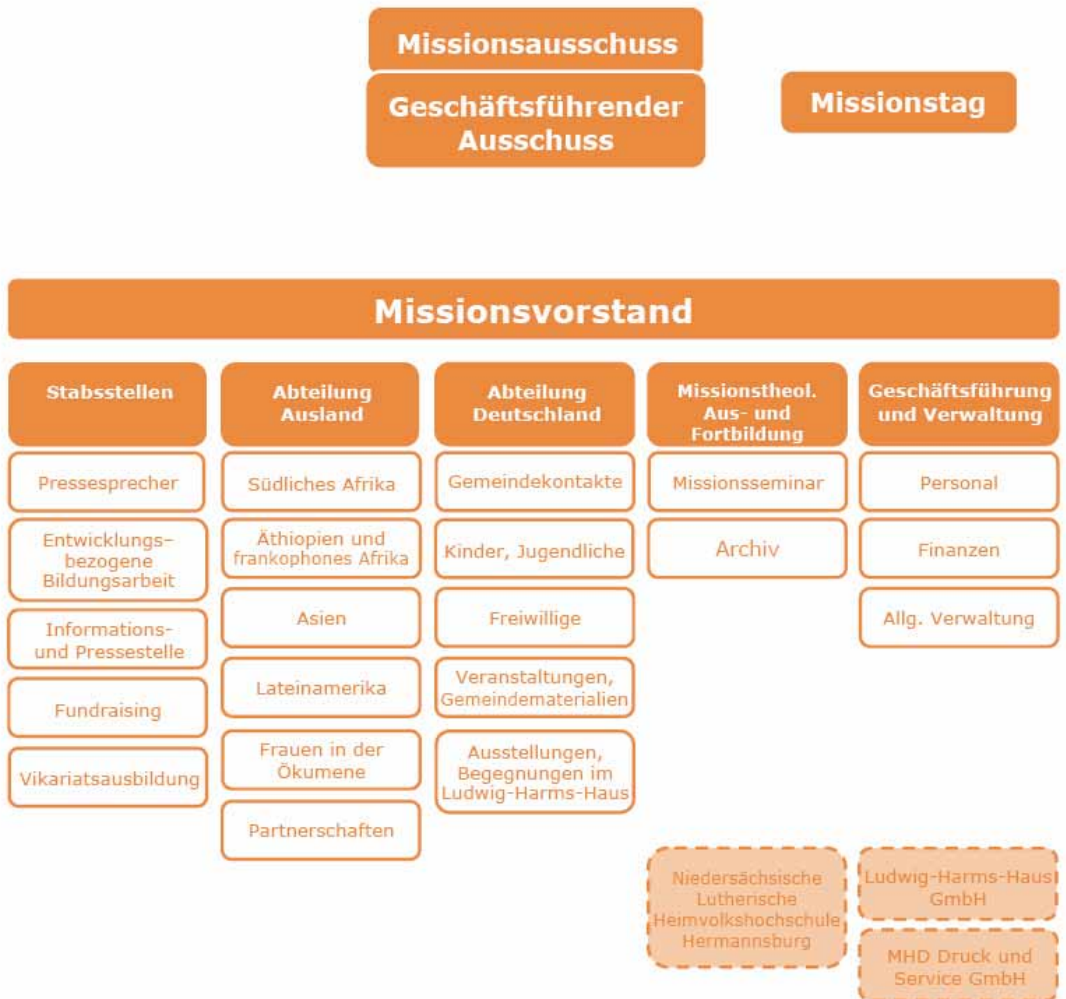 Missionsausschuss
Geschäftsführender
Ausschuss
Missionstag
Missionsvorstand
Stabsstellen
Pressesprecher
Entwicklungs-
bezogene
Bildungsarbeit
Informations-
und Pressestelle
Fundraising
Vikariatsausbildung
Abteilung
Ausland
Südliches Afrika
Äthiopien und
frankophones Afrika
Asien
Lateinamerika
Frauen in der
Ökumene
Partnerschaften
Abteilung
Deutschland
Gemeindekontakte
Kinder, Jugendliche
Freiwillige
Veranstaltungen,
Gemeindematerialien
Ausstellungen,
Begegnungen im
Ludwig-Harms-Haus
Missionstheol.
Aus- und
Fortbildung
Missionsseminar
Archiv
Niedersächsische
Lutherische
Heimvolkshochschule
Hermannsburg
Geschäftsführung
und Verwaltung
Personal
Finanzen
Allg. Verwaltung
Ludwig-Harms-Haus
GmbH
MHD Druck und
Service GmbH